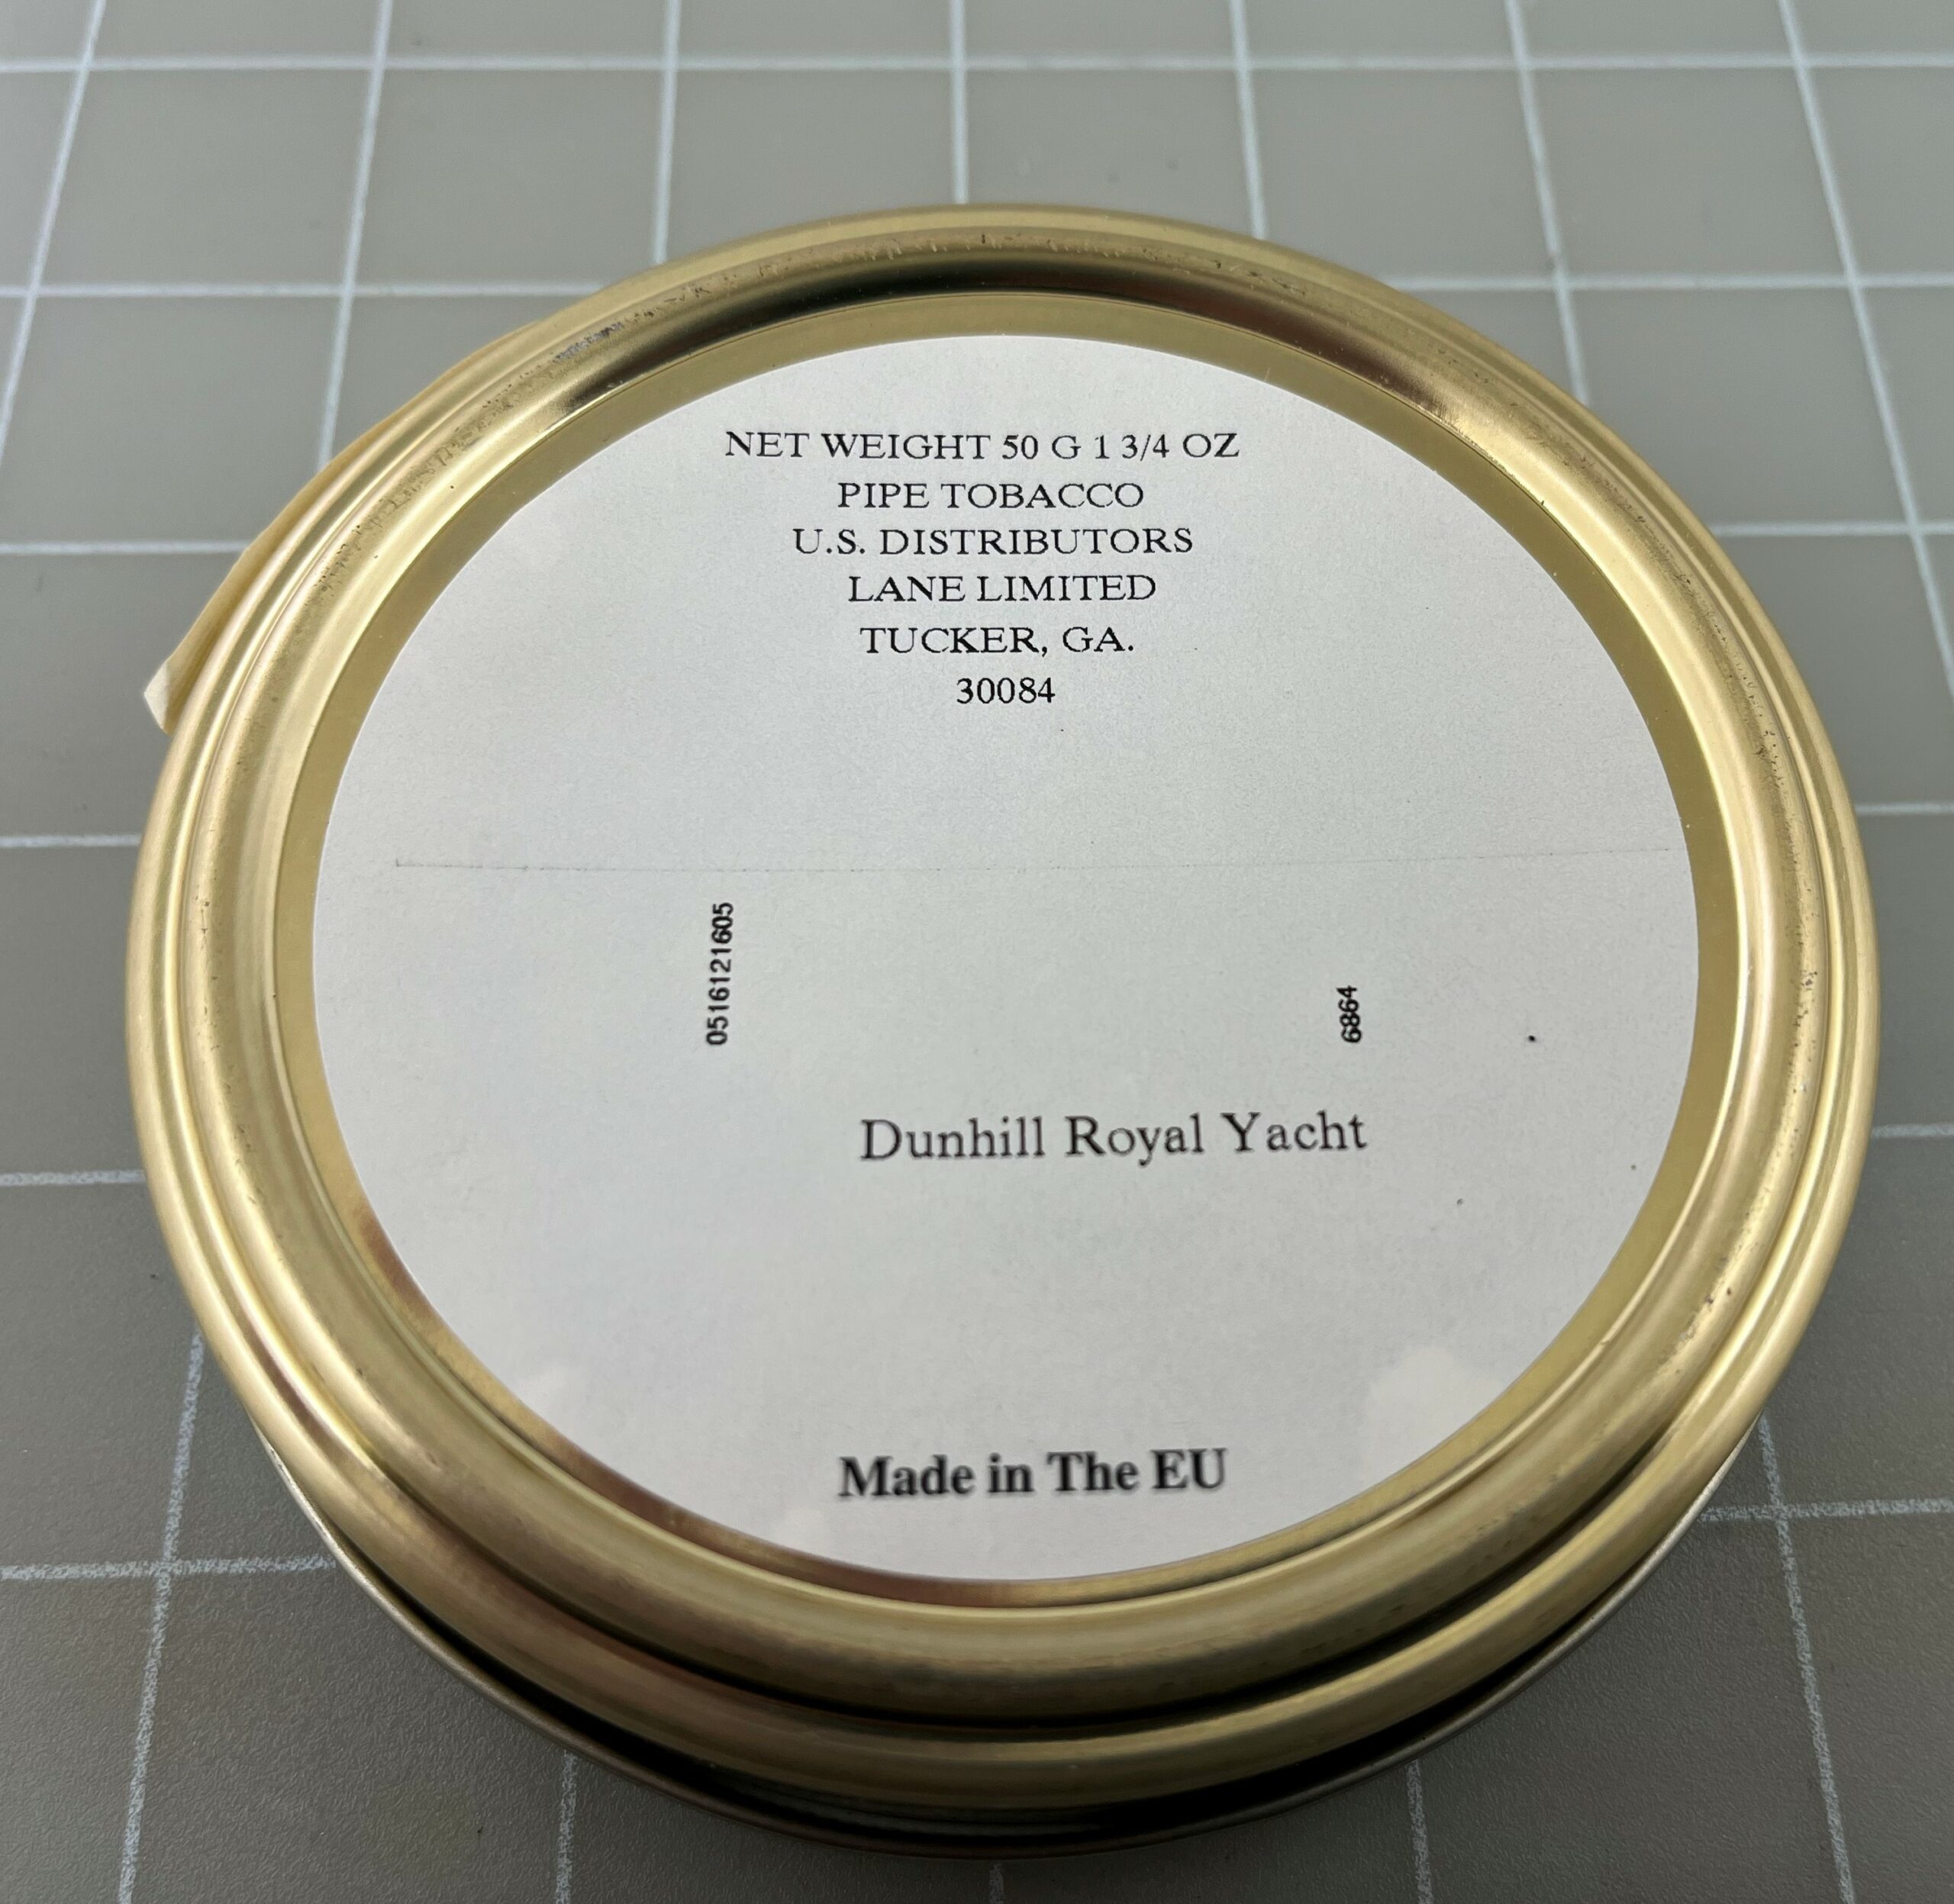 NET WEIGHT 50 G 1 3/4 OZ
PIPE TOBACCO
U.S. DISTRIBUTORS
LANE LIMITED
TUCKER, GA.
30084
0516121605
6864
Dunhill Royal Yacht
Made in The EU